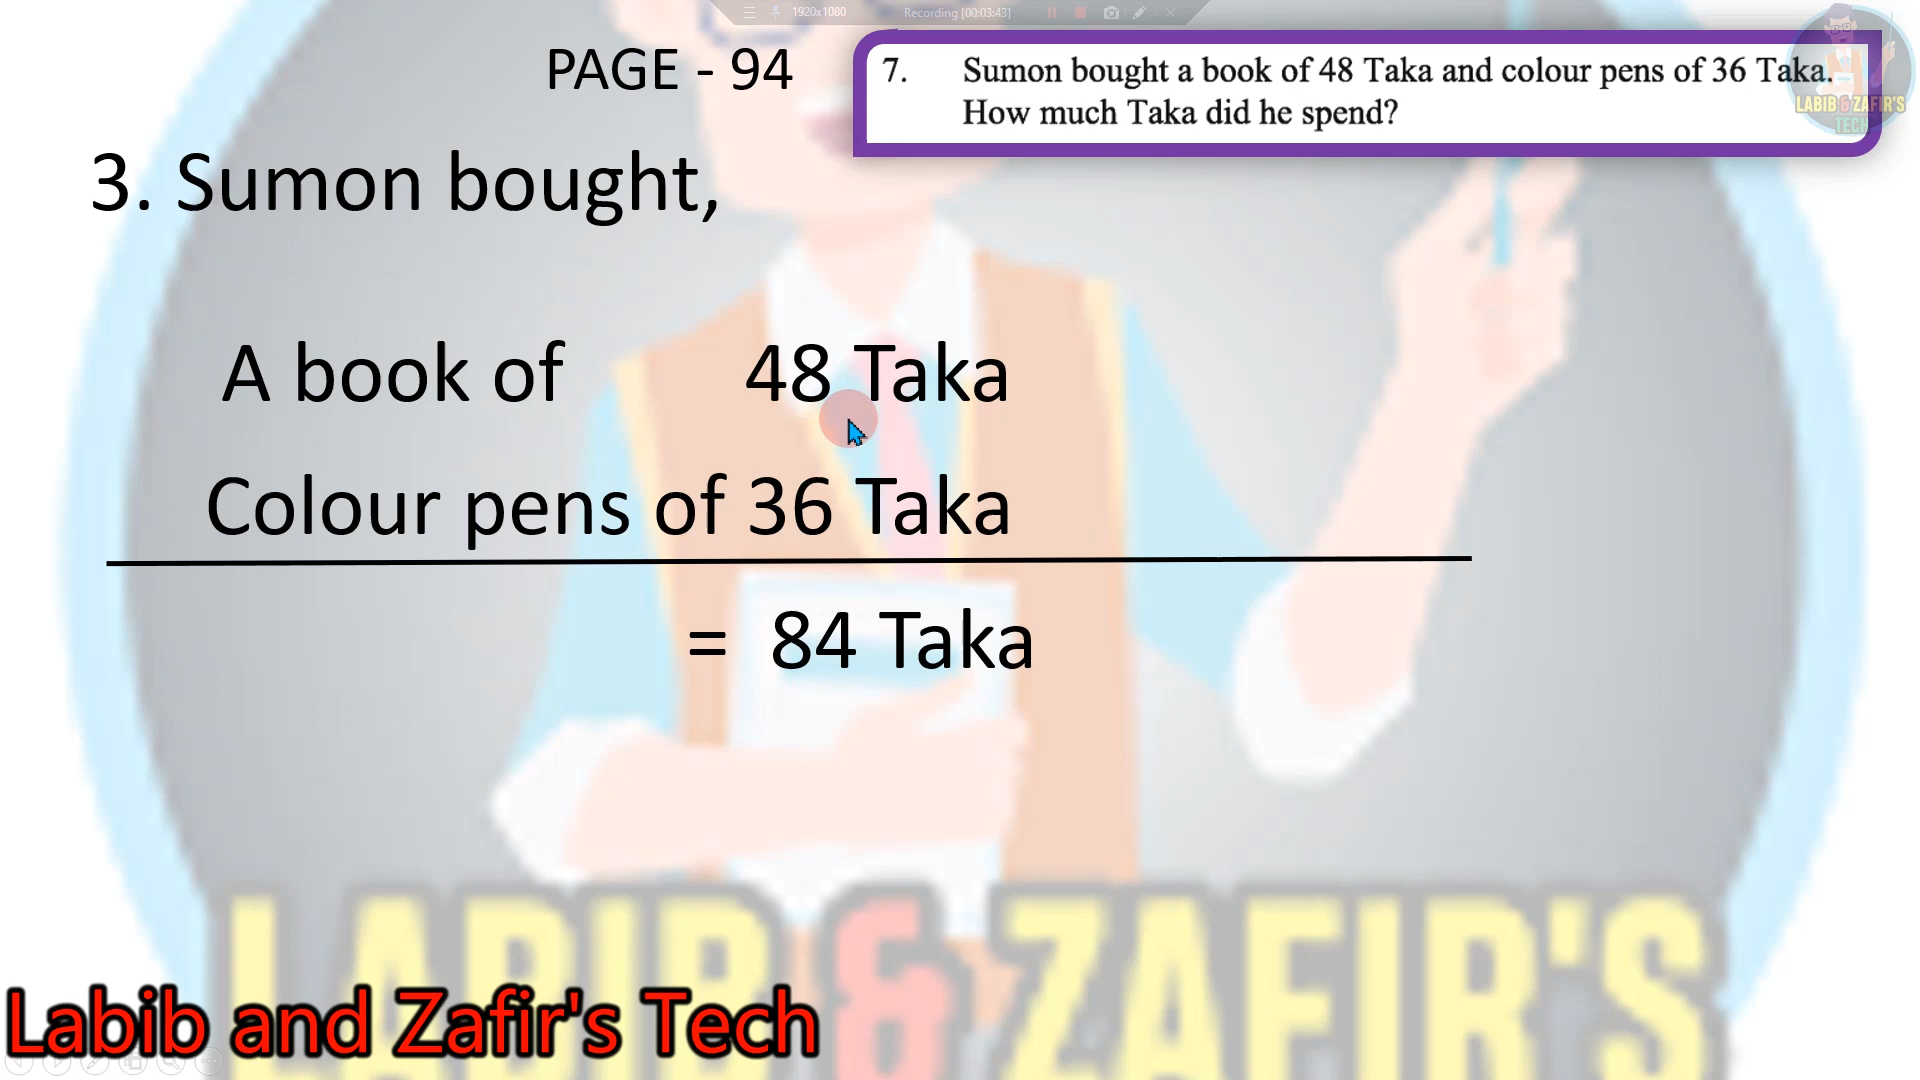 1920x1080 Recording [00:03:43]
PAGE - 94
7. Sumon bought a book of 48 Taka and colour pens of 36 Taka.
How much Taka did he spend?
LABIB & ZAFIR'S
TECH
3. Sumon bought,
A book of 48 Taka
Colour pens of 36 Taka
= 84 Taka
LABIB & ZAFIR'S
Labib and Zafir's Tech